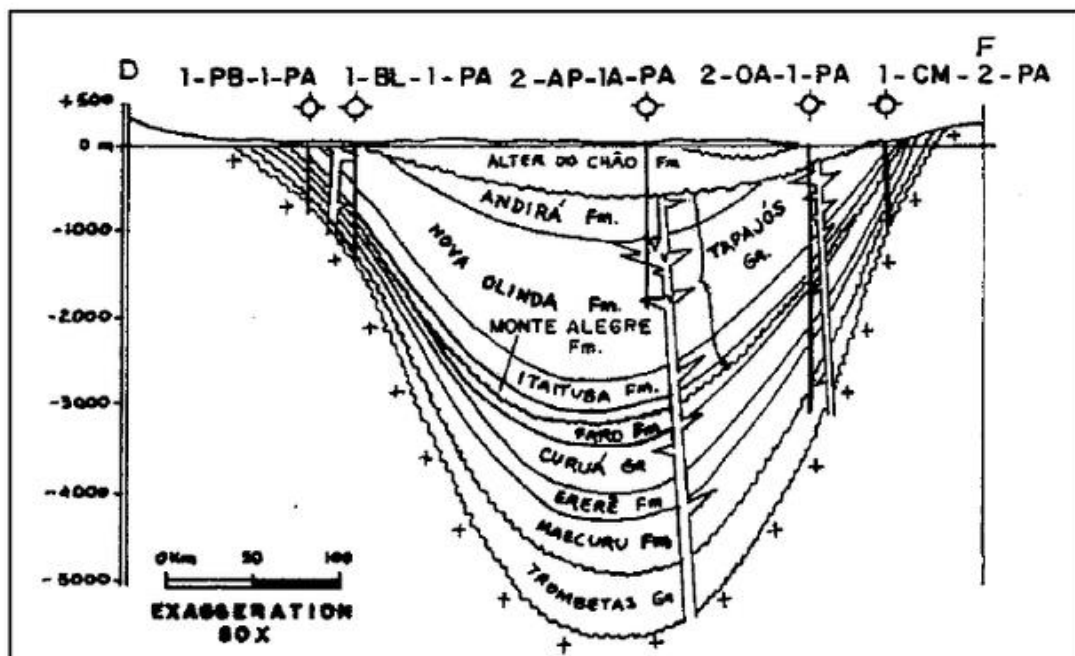 D
F
1-PB-1-PA
1-BL-1-PA
2-AP-1A-PA
2-OA-1-PA
1-CM-2-PA
+500
0 m
-1000
-2000
-3000
-4000
-5000
ALTER DO CHÃO Fm
ANDIRÁ Fm.
NOVA OLINDA Fm.
TAPAJÓS
GR.
MONTE ALEGRE
Fm.
ITAITUBA Fm.
FARO Fm.
CURUÁ GR
ERERÊ Fm
MAECURU Fm
TROMBETAS GR
0 Km 50 100
EXAGGERATION
80X